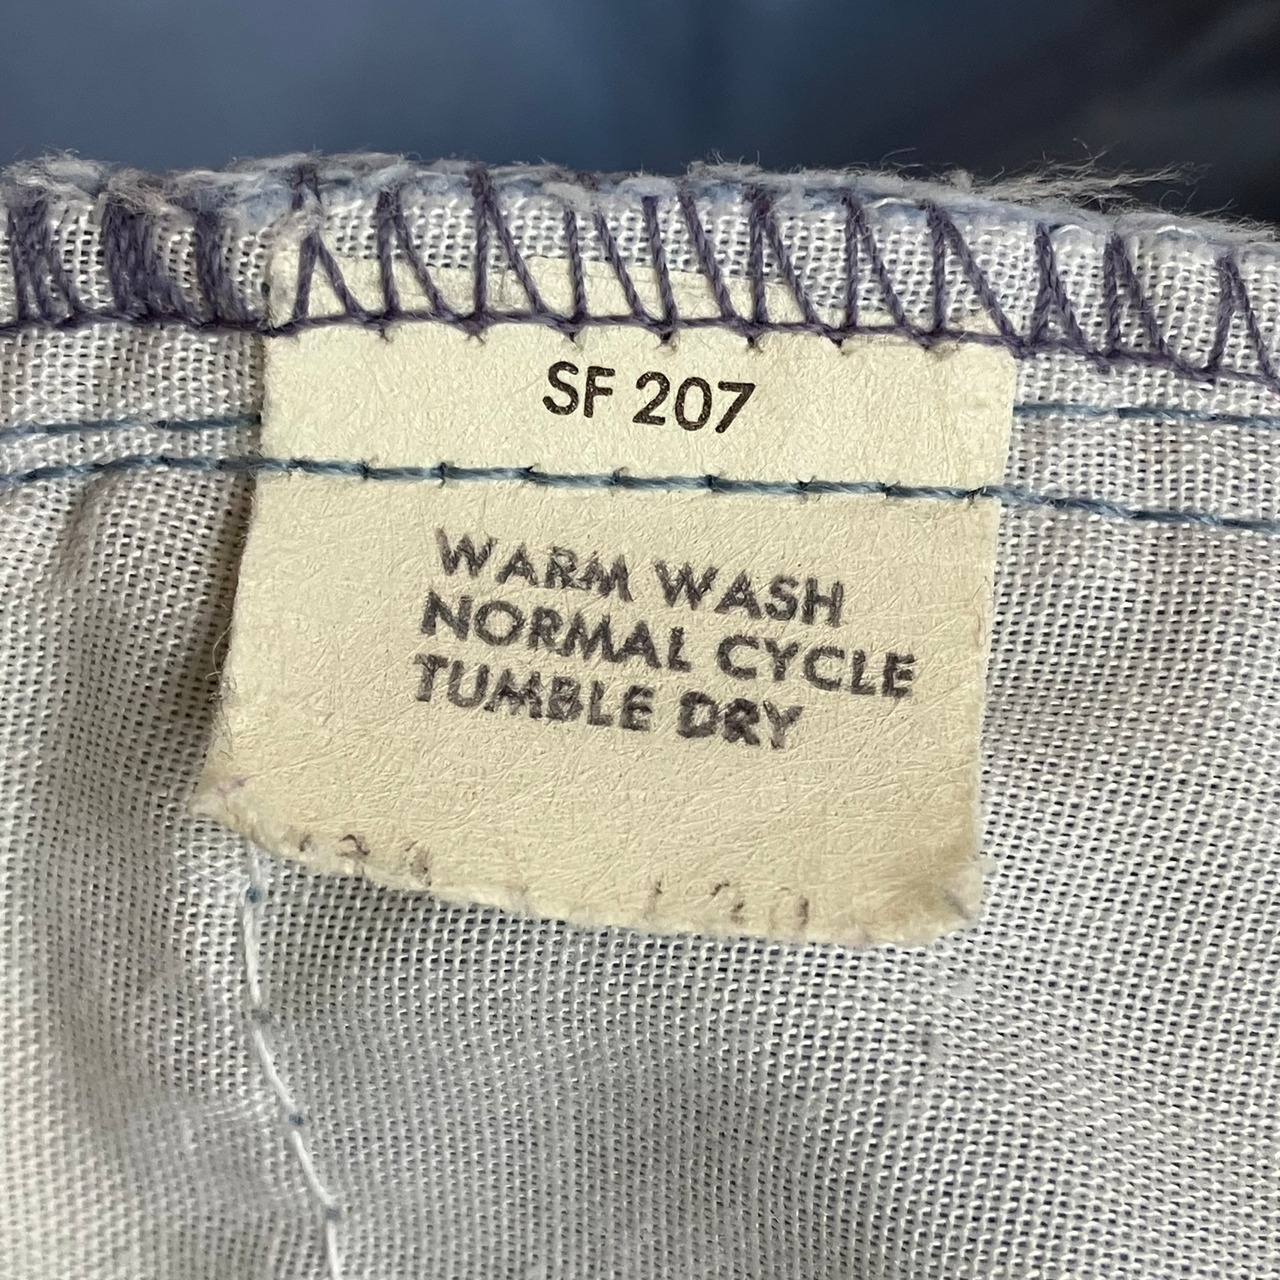 SF 207
WARM WASH
NORMAL CYCLE
TUMBLE DRY